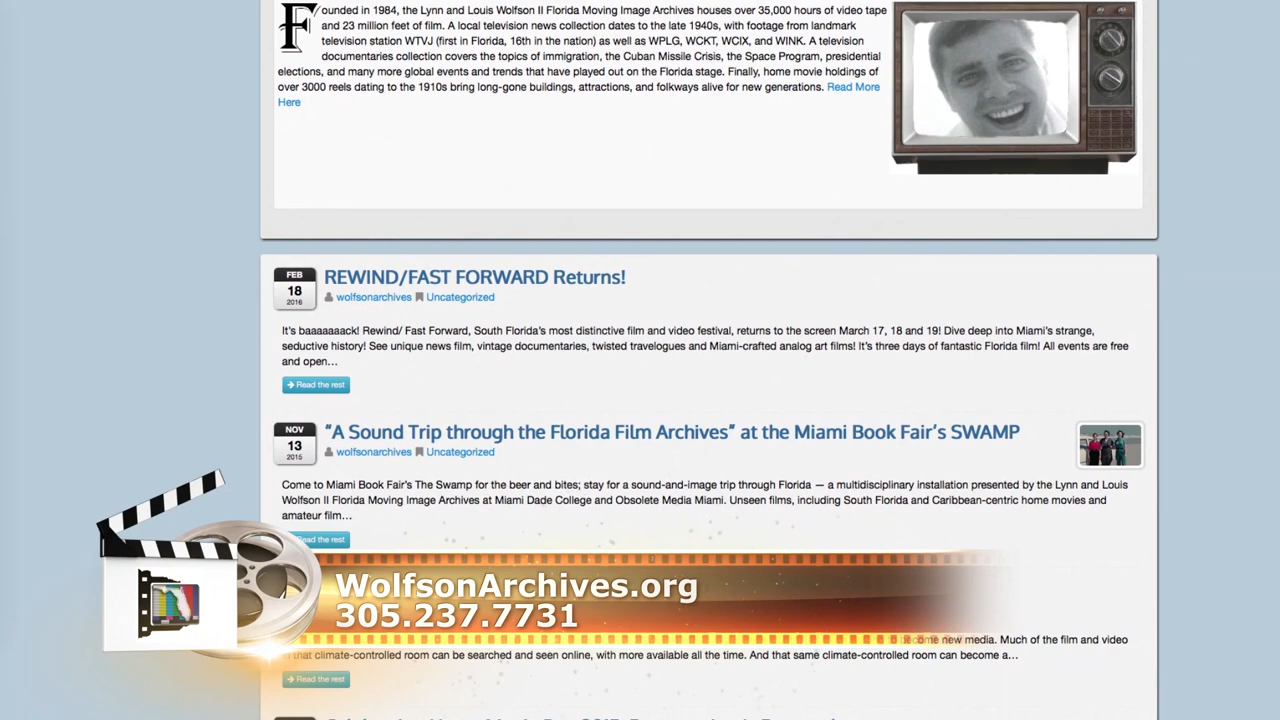 Founded in 1984, the Lynn and Louis Wolfson II Florida Moving Image Archives houses over 35,000 hours of video tape
and 23 million feet of film. A local television news collection dates to the late 1940s, with footage from landmark
television station WTVJ (first in Florida, 16th in the nation) as well as WPLG, WCKT, WCIX, and WINK. A television
documentaries collection covers the topics of immigration, the Cuban Missile Crisis, the Space Program, presidential
elections, and many more global events and trends that have played out on the Florida stage. Finally, home movie holdings of
over 3000 reels dating to the 1910s bring long-gone buildings, attractions, and folkways alive for new generations. Read More
Here
FEB
18
2016
REWIND/FAST FORWARD Returns!
wolfsonarchives Uncategorized
It's baaaaaaack! Rewind/ Fast Forward, South Florida's most distinctive film and video festival, returns to the screen March 17, 18 and 19! Dive deep into Miami's strange,
seductive history! See unique news film, vintage documentaries, twisted travelogues and Miami-crafted analog art films! It's three days of fantastic Florida film! All events are free
and open…
Read the rest
NOV
13
2015
"A Sound Trip through the Florida Film Archives" at the Miami Book Fair's SWAMP
wolfsonarchives Uncategorized
Come to Miami Book Fair's The Swamp for the beer and bites; stay for a sound-and-image trip through Florida — a multidisciplinary installation presented by the Lynn and Louis
Wolfson II Florida Moving Image Archives at Miami Dade College and Obsolete Media Miami. Unseen films, including South Florida and Caribbean-centric home movies and
amateur film…
Read the rest
WolfsonArchives.org
305.237.7731
become new media. Much of the film and video
that climate-controlled room can be searched and seen online, with more available all the time. And that same climate-controlled room can become a…
Read the rest